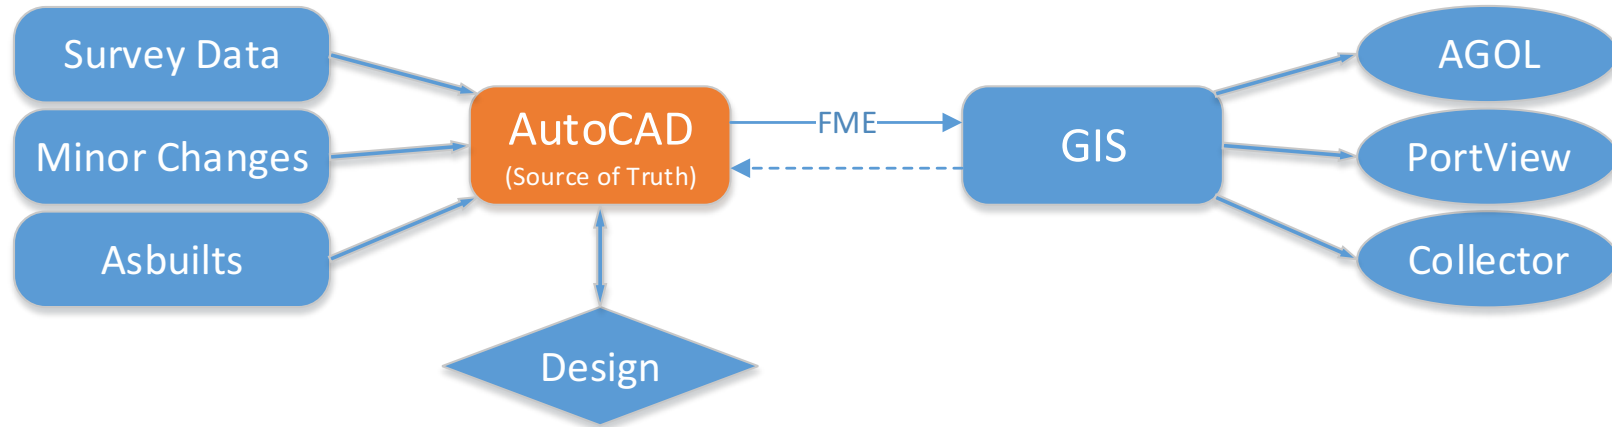 Survey Data
Minor Changes
Asbuilts
AutoCAD
(Source of Truth)
Design
FME
GIS
AGOL
PortView
Collector